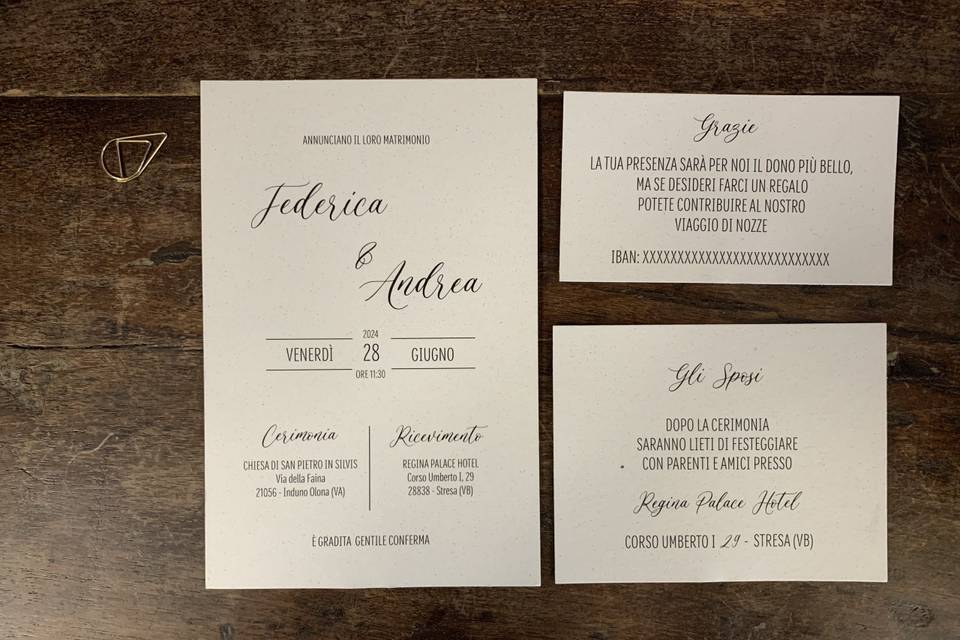 ANNUNCIANO IL LORO MATRIMONIO
Federica
&
Andrea
2024
VENERDÌ 28 GIUGNO
ORE 11:30
Cerimonia
CHIESA DI SAN PIETRO IN SILVIS
Via della Faina
21056 - Induno Olona (VA)
Ricevimento
REGINA PALACE HOTEL
Corso Umberto I, 29
28838 - Stresa (VB)
È GRADITA GENTILE CONFERMA
Grazie
LA TUA PRESENZA SARÀ PER NOI IL DONO PIÙ BELLO,
MA SE DESIDERI FARCI UN REGALO
POTETE CONTRIBUIRE AL NOSTRO
VIAGGIO DI NOZZE
IBAN: XXXXXXXXXXXXXXXXXXXXXXXXXXX
Gli Sposi
DOPO LA CERIMONIA
SARANNO LIETI DI FESTEGGIARE
CON PARENTI E AMICI PRESSO
Regina Palace Hotel
CORSO UMBERTO I 29 - STRESA (VB)